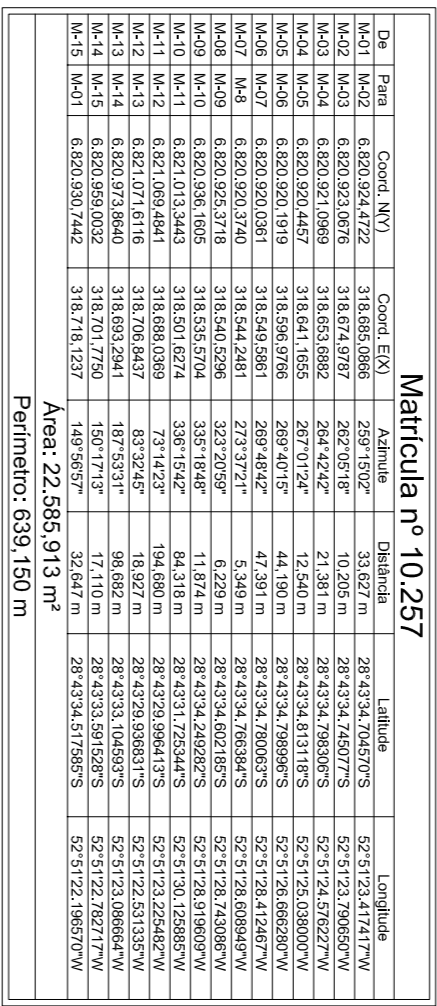 Matrícula nº 10.257
De Para Coord. N(Y) Coord. E(X) Azimute Distância Latitude Longitude
M-01 M-02 6.820.924,4722 318.685,0866 259°15'02" 33,627 m 28°43'34.704570"S 52°51'23.417417"W
M-02 M-03 6.820.923,0676 318.674,9787 262°05'18" 10,205 m 28°43'34.745077"S 52°51'23.790650"W
M-03 M-04 6.820.921,0969 318.653,6882 264°42'42" 21,381 m 28°43'34.798306"S 52°51'24.576227"W
M-04 M-05 6.820.920,4457 318.641,1655 267°01'24" 12,540 m 28°43'34.813118"S 52°51'25.038000"W
M-05 M-06 6.820.920,1919 318.596,9766 269°40'15" 44,190 m 28°43'34.798996"S 52°51'26.666280"W
M-06 M-07 6.820.920,0361 318.549,5861 269°48'42" 47,391 m 28°43'34.780063"S 52°51'28.412467"W
M-07 M-8 6.820.920,3740 318.544,2481 273°37'21" 5,349 m 28°43'34.766384"S 52°51'28.608949"W
M-08 M-09 6.820.925,3718 318.540,5296 323°20'59" 6,229 m 28°43'34.602185"S 52°51'28.743086"W
M-09 M-10 6.820.936,1605 318.535,5704 335°18'48" 11,874 m 28°43'34.249282"S 52°51'28.919609"W
M-10 M-11 6.821.013,3443 318.501,6274 336°15'42" 84,318 m 28°43'31.725344"S 52°51'30.125885"W
M-11 M-12 6.821.069,4841 318.688,0369 73°14'23" 194,680 m 28°43'29.996413"S 52°51'23.225482"W
M-12 M-13 6.821.071,6116 318.706,8437 83°32'45" 18,927 m 28°43'29.936831"S 52°51'22.531335"W
M-13 M-14 6.820.973,8640 318.693,2941 187°53'31" 98,682 m 28°43'33.104593"S 52°51'23.086664"W
M-14 M-15 6.820.959,0032 318.701,7750 150°17'13" 17,110 m 28°43'33.591528"S 52°51'22.782717"W
M-15 M-01 6.820.930,7442 318.718,1237 149°56'57" 32,647 m 28°43'34.517585"S 52°51'22.196570"W
Área: 22.585,913 m²
Perímetro: 639,150 m